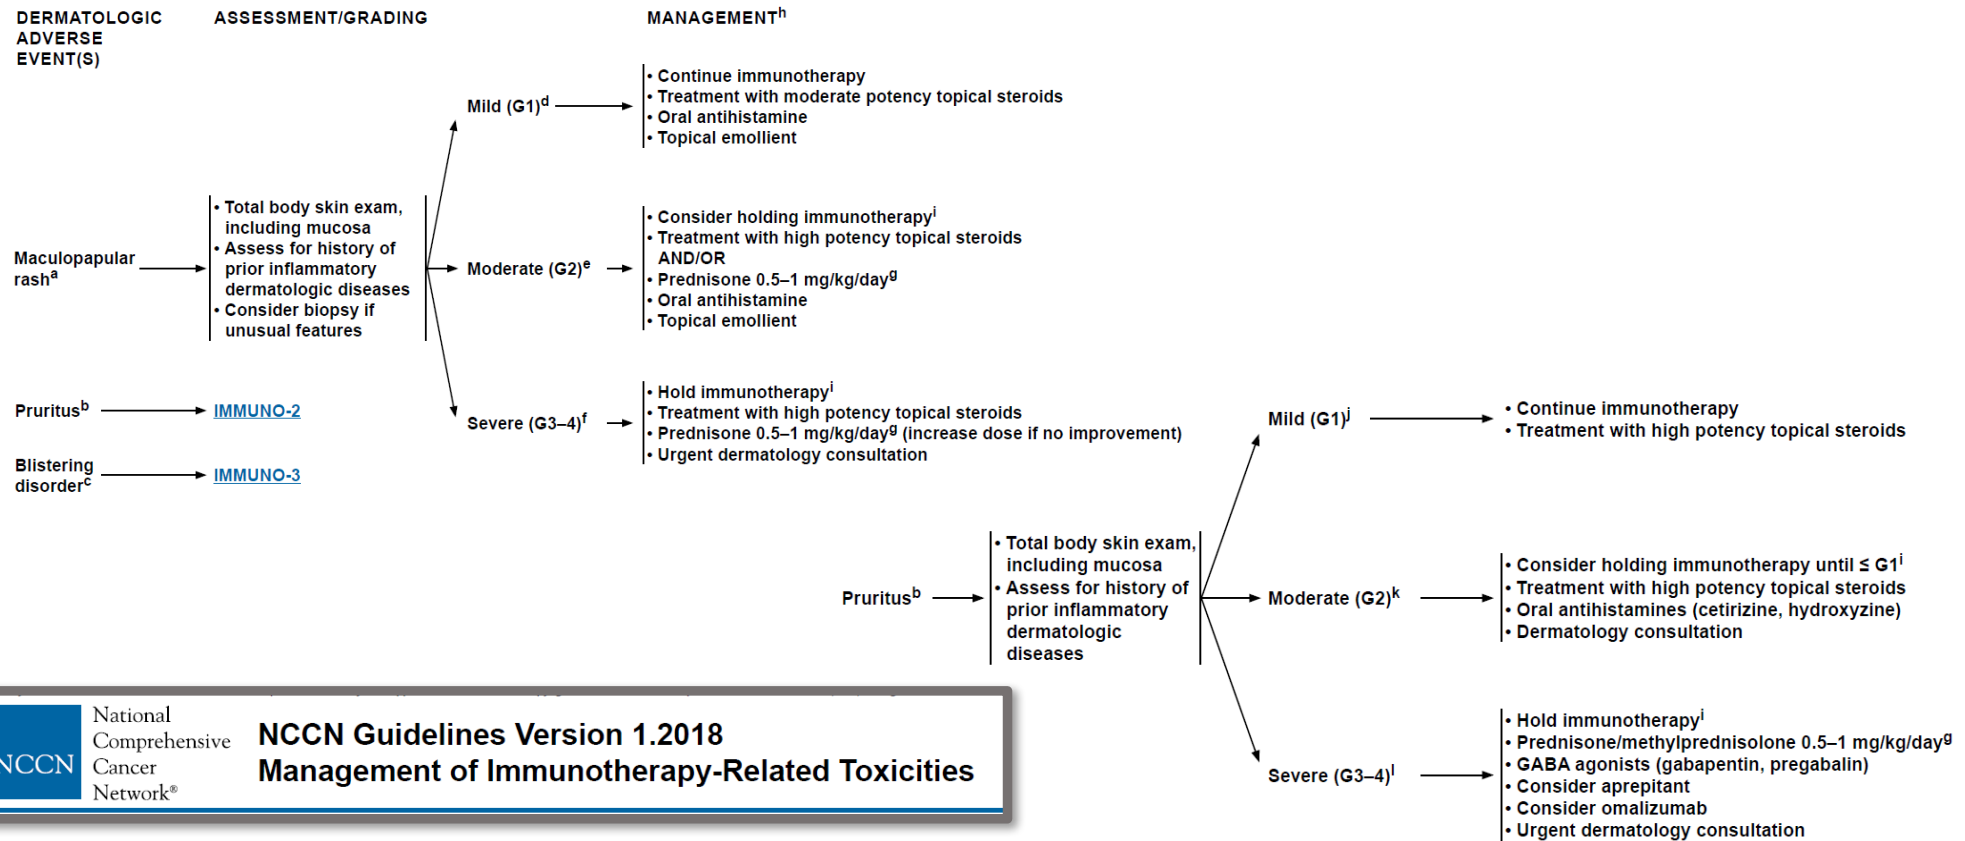 DERMATOLOGIC
ADVERSE
EVENT(S)
ASSESSMENT/GRADING
MANAGEMENTh
Maculopapular
rasha
• Total body skin exam,
including mucosa
• Assess for history of
prior inflammatory
dermatologic diseases
• Consider biopsy if
unusual features
Mild (G1)d
• Continue immunotherapy
• Treatment with moderate potency topical steroids
• Oral antihistamine
• Topical emollient
Moderate (G2)e
• Consider holding immunotherapyi
• Treatment with high potency topical steroids
AND/OR
• Prednisone 0.5–1 mg/kg/dayg
• Oral antihistamine
• Topical emollient
Severe (G3–4)f
• Hold immunotherapyi
• Treatment with high potency topical steroids
• Prednisone 0.5–1 mg/kg/dayg (increase dose if no improvement)
• Urgent dermatology consultation
Pruritusb
IMMUNO-2
Blistering
disorderc
IMMUNO-3
Pruritusb
• Total body skin exam,
including mucosa
• Assess for history of
prior inflammatory
dermatologic
diseases
Mild (G1)j
• Continue immunotherapy
• Treatment with high potency topical steroids
Moderate (G2)k
• Consider holding immunotherapy until ≤ G1i
• Treatment with high potency topical steroids
• Oral antihistamines (cetirizine, hydroxyzine)
• Dermatology consultation
Severe (G3–4)l
• Hold immunotherapyi
• Prednisone/methylprednisolone 0.5–1 mg/kg/dayg
• GABA agonists (gabapentin, pregabalin)
• Consider aprepitant
• Consider omalizumab
• Urgent dermatology consultation
NCCN
National
Comprehensive
Cancer
Network®
NCCN Guidelines Version 1.2018
Management of Immunotherapy-Related Toxicities